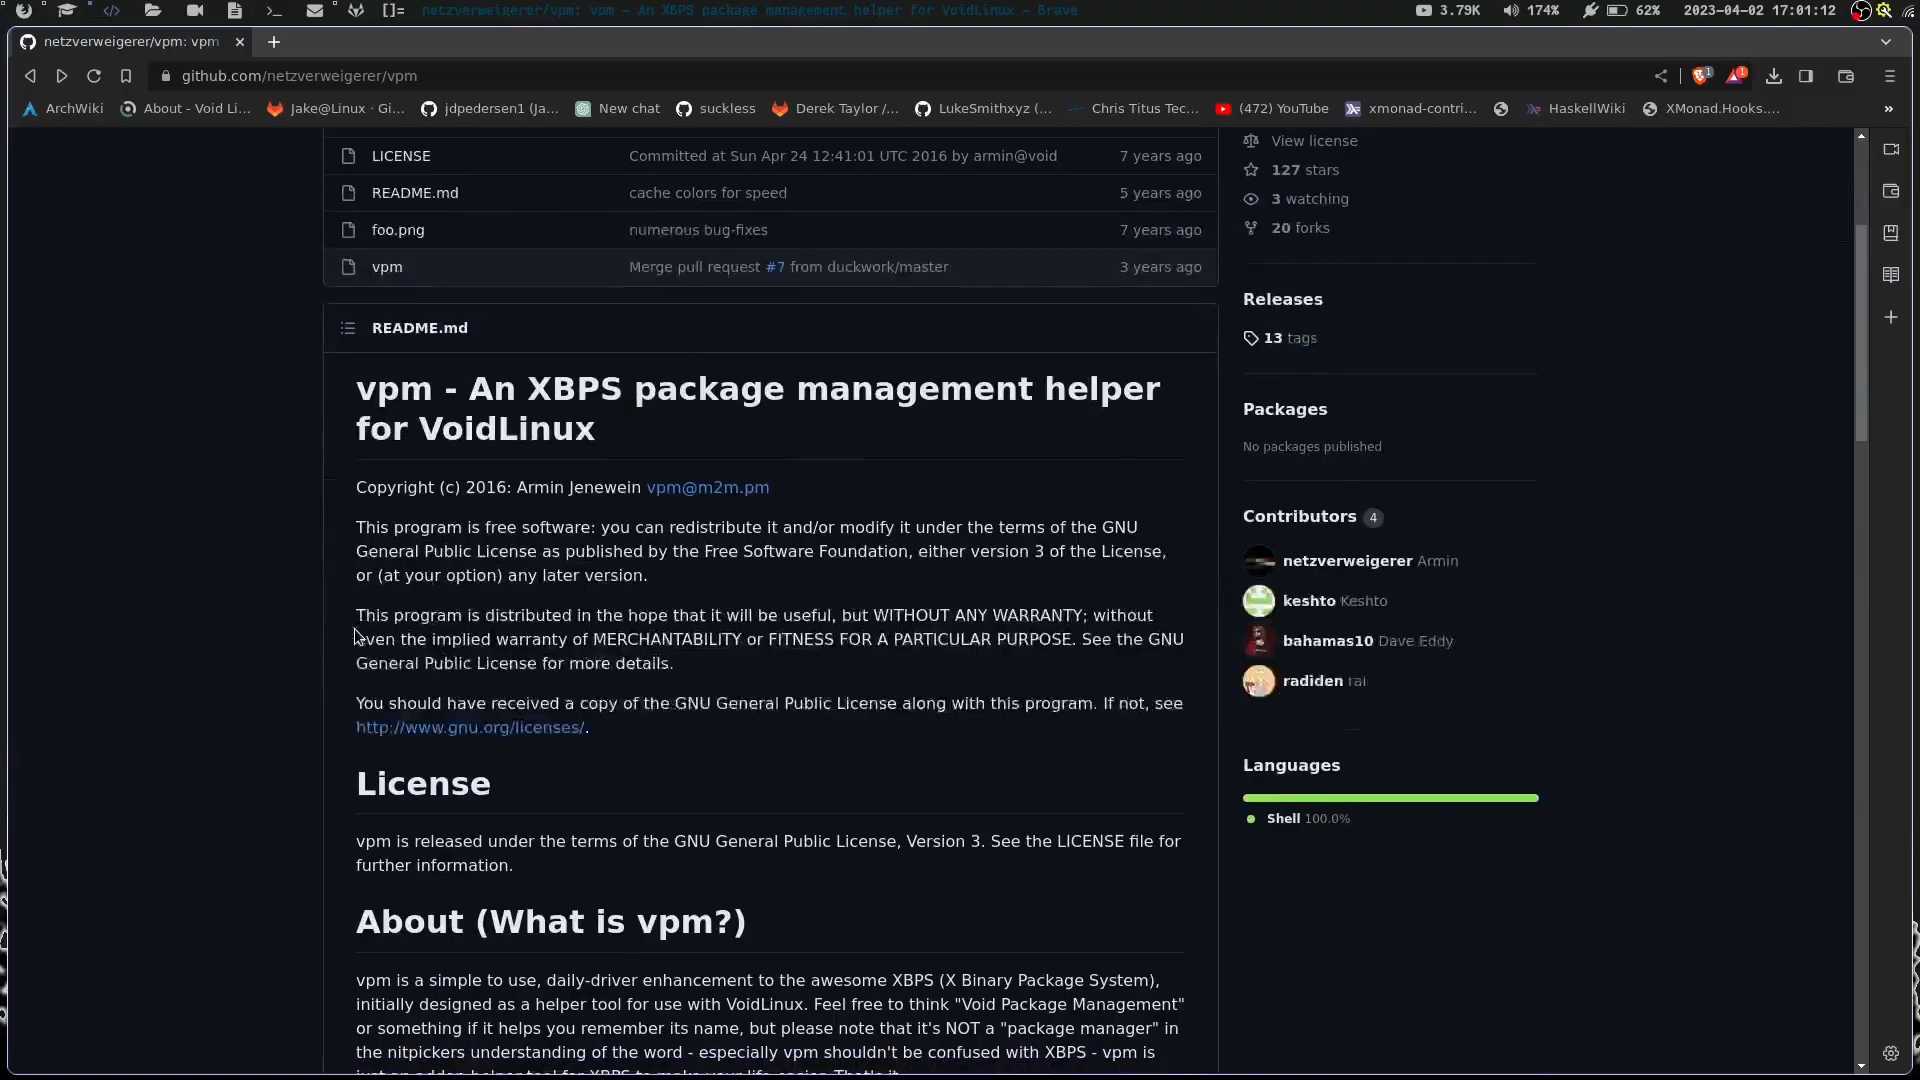 []= netzverweigerer/vpm: vpm - An XBPS package management helper for VoidLinux - Brave 3.79K 174% 62% 2023-04-02 17:01:12
netzverweigerer/vpm: vpm
github.com/netzverweigerer/vpm 1 1
ArchWiki About - Void Li... Jake@Linux · Gi... jdpedersen1 (Ja... New chat suckless Derek Taylor /... LukeSmithxyz (... Chris Titus Tec... (472) YouTube xmonad-contri... HaskellWiki XMonad.Hooks.... »
LICENSE Committed at Sun Apr 24 12:41:01 UTC 2016 by armin@void 7 years ago
README.md cache colors for speed 5 years ago
foo.png numerous bug-fixes 7 years ago
vpm Merge pull request #7 from duckwork/master 3 years ago
README.md
vpm - An XBPS package management helper
for VoidLinux
Copyright (c) 2016: Armin Jenewein vpm@m2m.pm
This program is free software: you can redistribute it and/or modify it under the terms of the GNU
General Public License as published by the Free Software Foundation, either version 3 of the License,
or (at your option) any later version.
This program is distributed in the hope that it will be useful, but WITHOUT ANY WARRANTY; without
even the implied warranty of MERCHANTABILITY or FITNESS FOR A PARTICULAR PURPOSE. See the GNU
General Public License for more details.
You should have received a copy of the GNU General Public License along with this program. If not, see
http://www.gnu.org/licenses/.
License
vpm is released under the terms of the GNU General Public License, Version 3. See the LICENSE file for
further information.
About (What is vpm?)
vpm is a simple to use, daily-driver enhancement to the awesome XBPS (X Binary Package System),
initially designed as a helper tool for use with VoidLinux. Feel free to think "Void Package Management"
or something if it helps you remember its name, but please note that it's NOT a "package manager" in
the nitpickers understanding of the word - especially vpm shouldn't be confused with XBPS - vpm is
just an added helper tool for XBPS to make your life easier. That's it.
View license
127 stars
3 watching
20 forks
Releases
13 tags
Packages
No packages published
Contributors 4
netzverweigerer Armin
keshto Keshto
bahamas10 Dave Eddy
radiden rai
Languages
Shell 100.0%